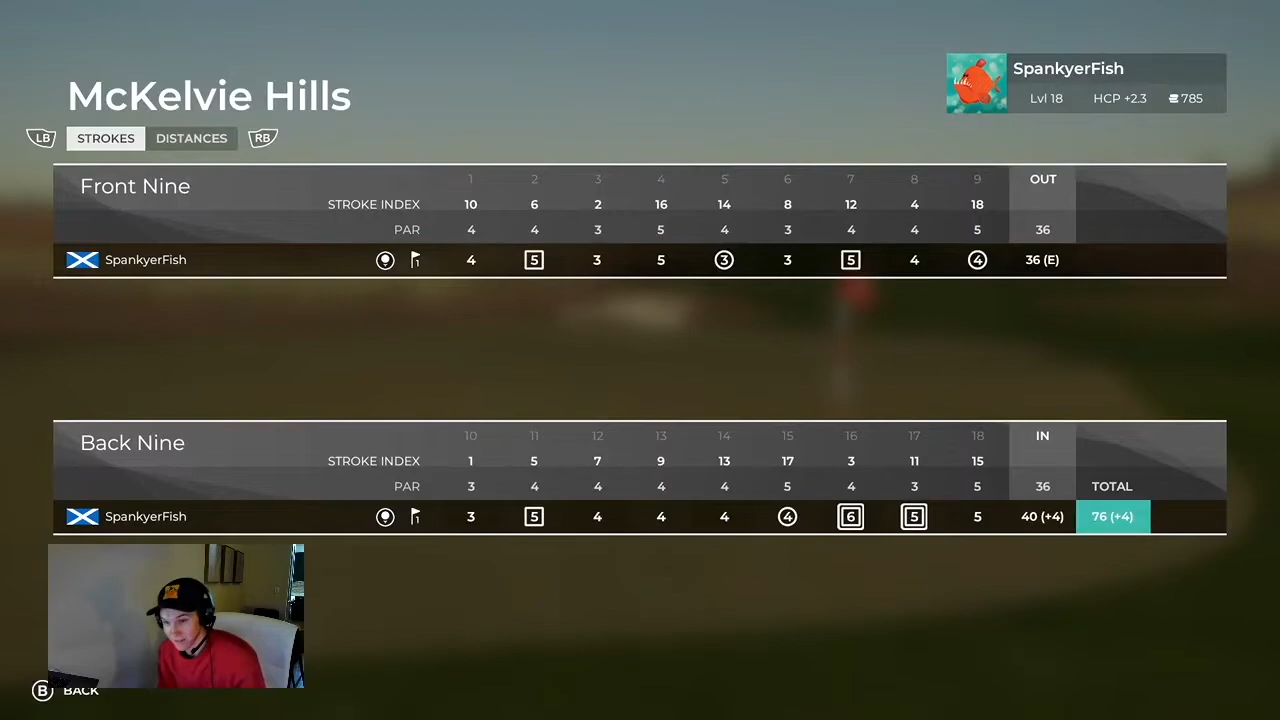 McKelvie Hills
SpankyerFish
Lvl 18 HCP +2.3 785
LB STROKES DISTANCES RB
Front Nine 1 2 3 4 5 6 7 8 9 OUT
STROKE INDEX 10 6 2 16 14 8 12 4 18
PAR 4 4 3 5 4 3 4 4 5 36
SpankyerFish 1 4 5 3 5 3 3 5 4 4 36 (E)
Back Nine 10 11 12 13 14 15 16 17 18 IN
STROKE INDEX 1 5 7 9 13 17 3 11 15
PAR 3 4 4 4 4 5 4 3 5 36 TOTAL
SpankyerFish 1 3 5 4 4 4 4 6 5 5 40 (+4) 76 (+4)
B BACK